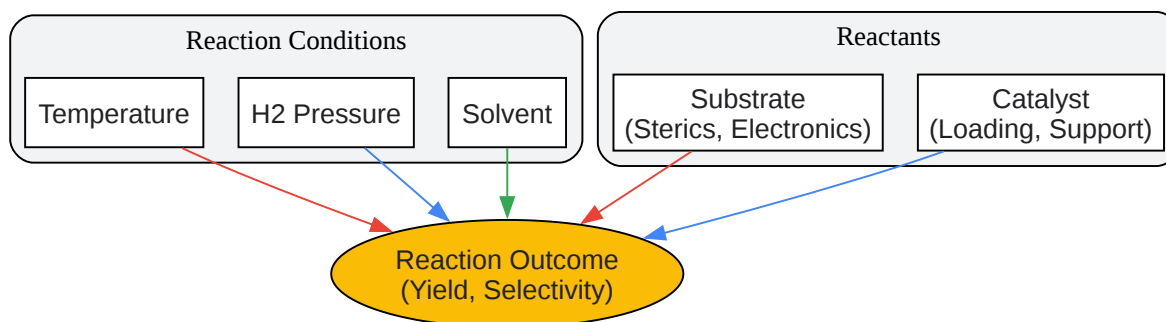 Reaction Conditions
Reactants
Temperature
H2 Pressure
Solvent
Substrate
(Sterics, Electronics)
Catalyst
(Loading, Support)
Reaction Outcome
(Yield, Selectivity)